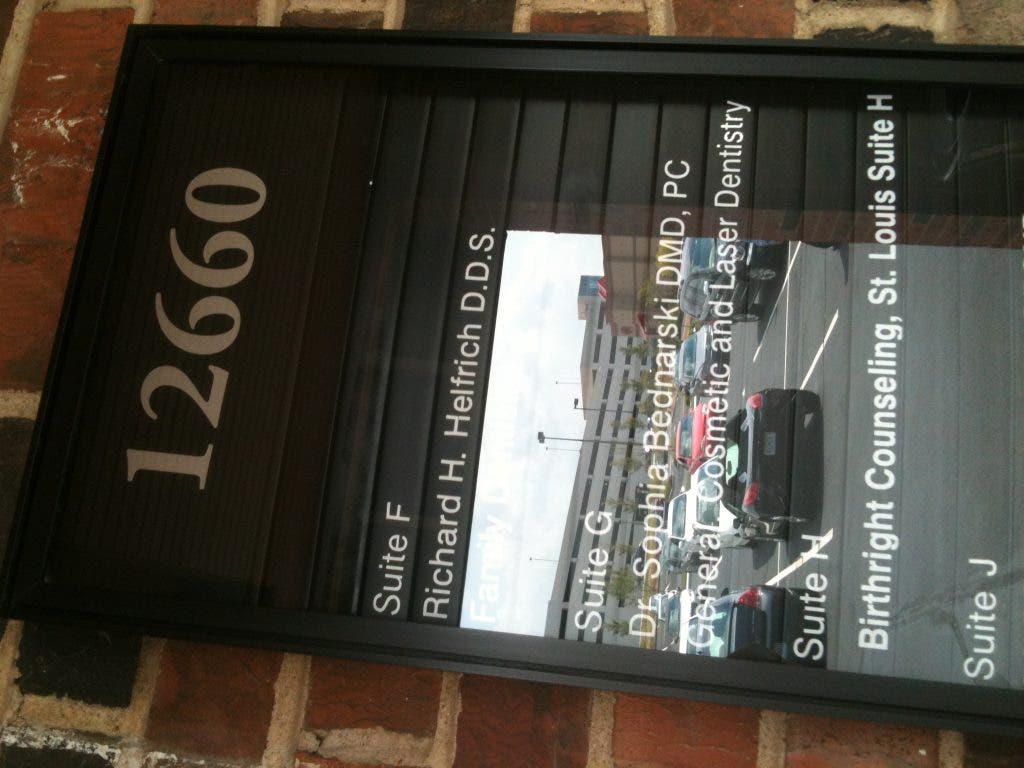 12660
Suite F
Richard H. Helfrich D.D.S.
Family
Suite G
Dr. Sophia Bednarski DMD, PC
General Cosmetic and Laser Dentistry
Suite H
Birthright Counseling, St. Louis Suite H
Suite J